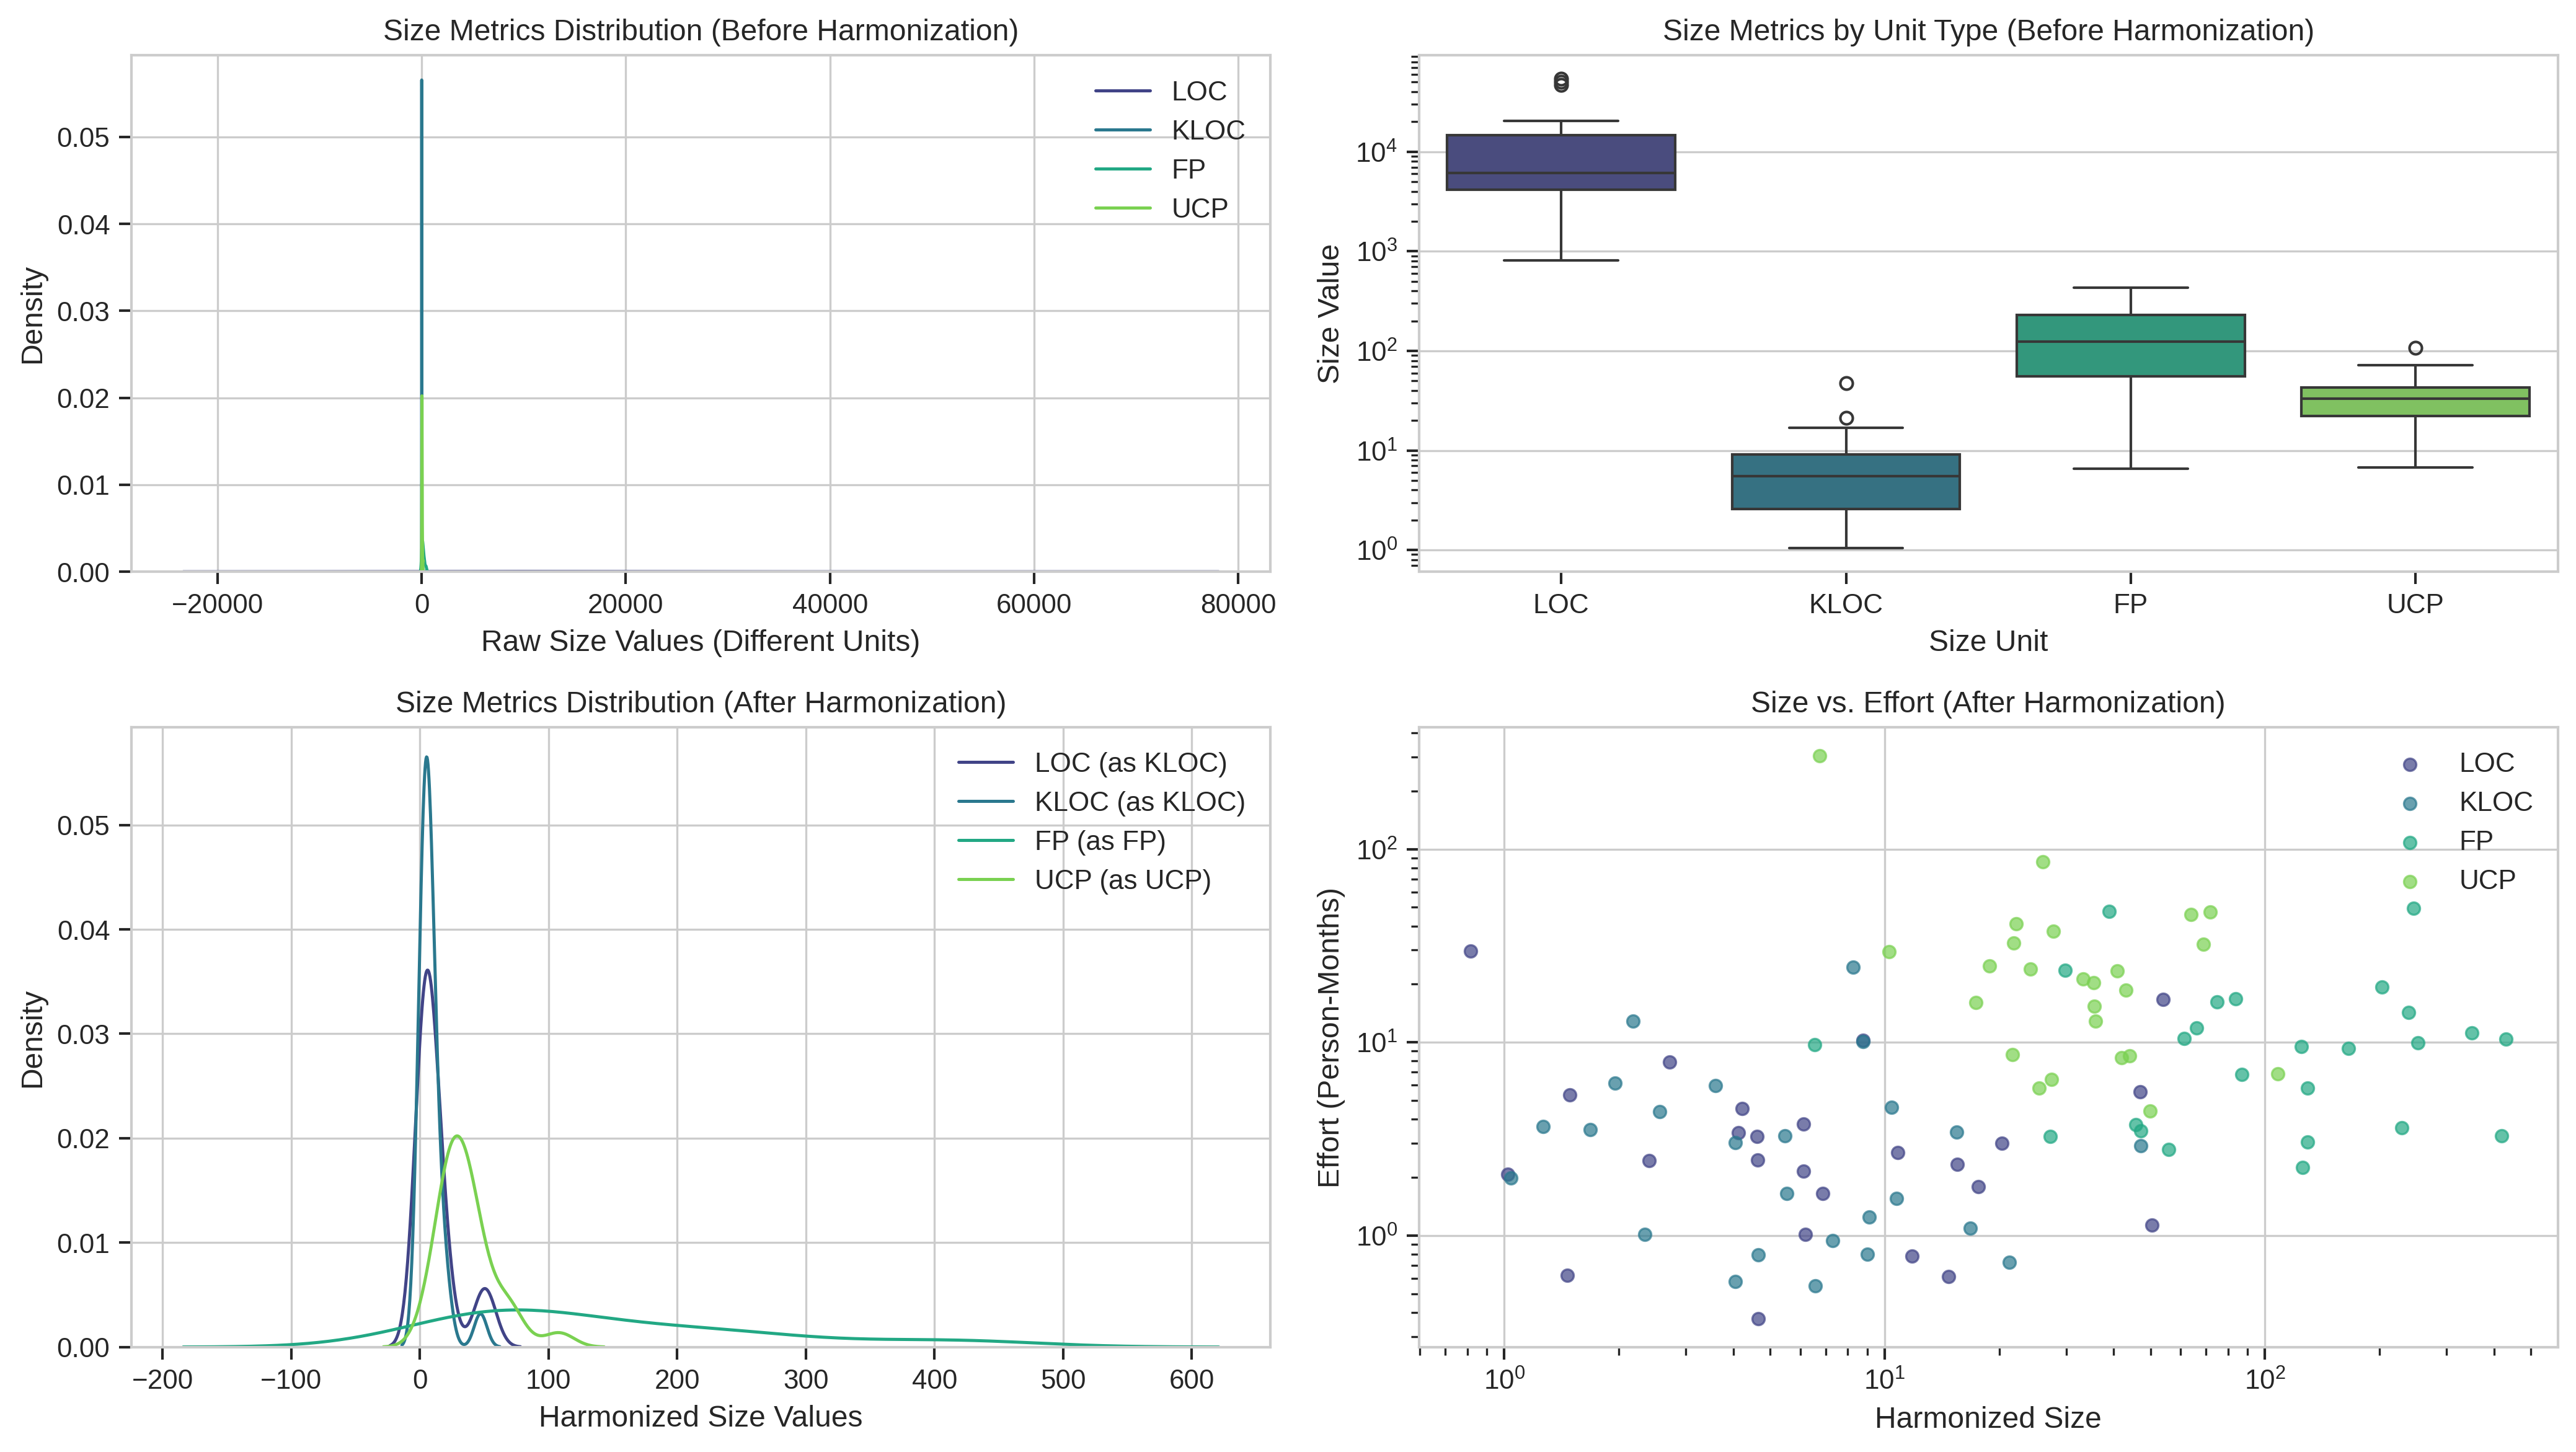 Size Metrics Distribution (Before Harmonization)
Density
0.05
0.04
0.03
0.02
0.01
0.00
−20000 0 20000 40000 60000 80000
Raw Size Values (Different Units)
LOC
KLOC
FP
UCP
Size Metrics by Unit Type (Before Harmonization)
Size Value
10⁴
10³
10²
10¹
10⁰
LOC KLOC FP UCP
Size Unit
Size Metrics Distribution (After Harmonization)
Density
0.05
0.04
0.03
0.02
0.01
0.00
−200 −100 0 100 200 300 400 500 600
Harmonized Size Values
LOC (as KLOC)
KLOC (as KLOC)
FP (as FP)
UCP (as UCP)
Size vs. Effort (After Harmonization)
Effort (Person-Months)
10²
10¹
10⁰
10⁰ 10¹ 10²
Harmonized Size
LOC
KLOC
FP
UCP